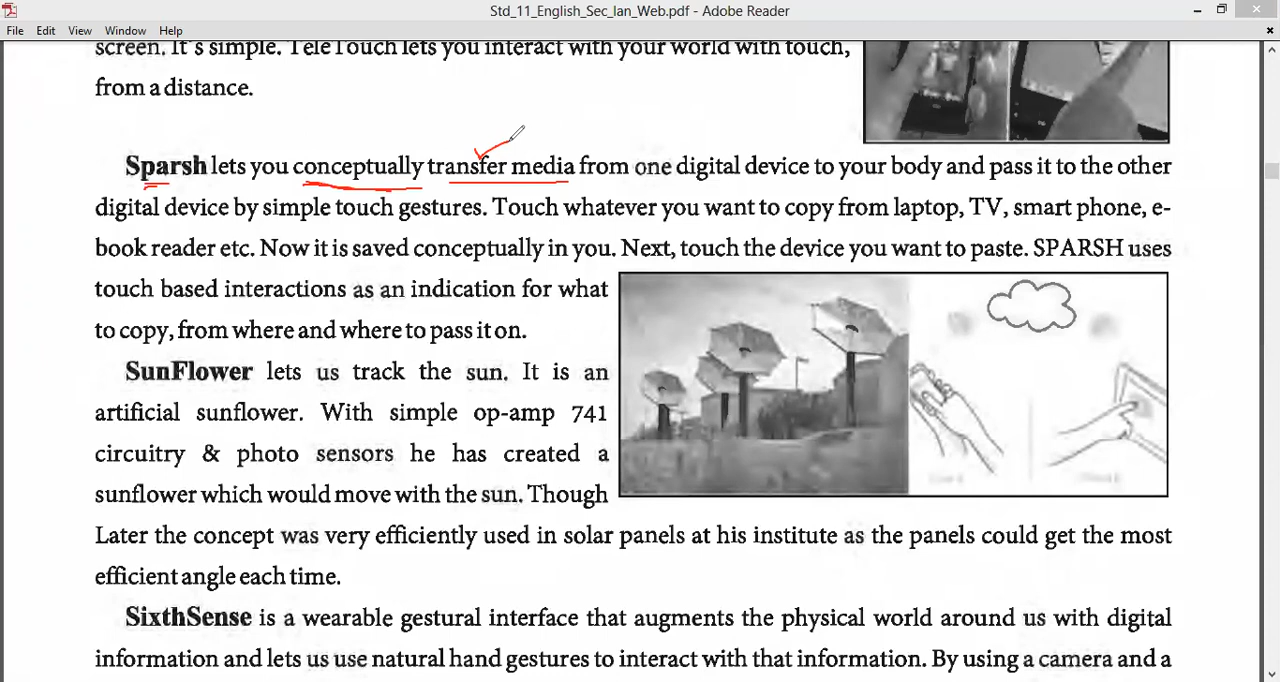 Std_11_English_Sec_lan_Web.pdf - Adobe Reader
File Edit View Window Help
screen. It's simple. TeleTouch lets you interact with your world with touch,
from a distance.
Sparsh lets you conceptually transfer media from one digital device to your body and pass it to the other
digital device by simple touch gestures. Touch whatever you want to copy from laptop, TV, smart phone, e-
book reader etc. Now it is saved conceptually in you. Next, touch the device you want to paste. SPARSH uses
touch based interactions as an indication for what
to copy, from where and where to pass it on.
SunFlower lets us track the sun. It is an
artificial sunflower. With simple op-amp 741
circuitry & photo sensors he has created a
sunflower which would move with the sun. Though
Later the concept was very efficiently used in solar panels at his institute as the panels could get the most
efficient angle each time.
SixthSense is a wearable gestural interface that augments the physical world around us with digital
information and lets us use natural hand gestures to interact with that information. By using a camera and a